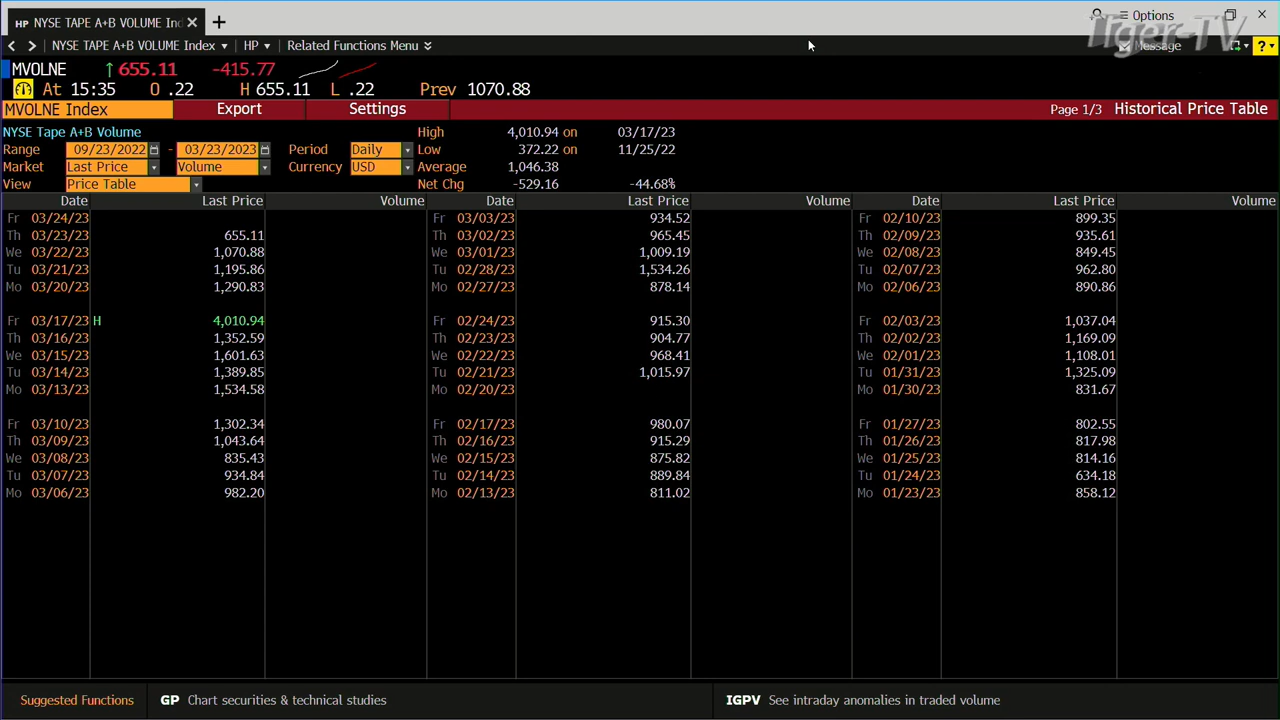 HP NYSE TAPE A+B VOLUME Ind × +
Options
NYSE TAPE A+B VOLUME Index HP Related Functions Menu Message ?
Tiger-TV
MVOLNE ↑ 655.11 -415.77
At 15:35 O .22 H 655.11 L .22 Prev 1070.88
MVOLNE Index Export Settings Page 1/3 Historical Price Table
NYSE Tape A+B Volume High 4,010.94 on 03/17/23
Range 09/23/2022 - 03/23/2023 Period Daily Low 372.22 on 11/25/22
Market Last Price Volume Currency USD Average 1,046.38
View Price Table Net Chg -529.16 -44.68%
Date Last Price Volume Date Last Price Volume Date Last Price Volume
Fr 03/24/23 Fr 03/03/23 934.52 Fr 02/10/23 899.35
Th 03/23/23 655.11 Th 03/02/23 965.45 Th 02/09/23 935.61
We 03/22/23 1,070.88 We 03/01/23 1,009.19 We 02/08/23 849.45
Tu 03/21/23 1,195.86 Tu 02/28/23 1,534.26 Tu 02/07/23 962.80
Mo 03/20/23 1,290.83 Mo 02/27/23 878.14 Mo 02/06/23 890.86
Fr 03/17/23 H 4,010.94 Fr 02/24/23 915.30 Fr 02/03/23 1,037.04
Th 03/16/23 1,352.59 Th 02/23/23 904.77 Th 02/02/23 1,169.09
We 03/15/23 1,601.63 We 02/22/23 968.41 We 02/01/23 1,108.01
Tu 03/14/23 1,389.85 Tu 02/21/23 1,015.97 Tu 01/31/23 1,325.09
Mo 03/13/23 1,534.58 Mo 02/20/23 Mo 01/30/23 831.67
Fr 03/10/23 1,302.34 Fr 02/17/23 980.07 Fr 01/27/23 802.55
Th 03/09/23 1,043.64 Th 02/16/23 915.29 Th 01/26/23 817.98
We 03/08/23 835.43 We 02/15/23 875.82 We 01/25/23 814.16
Tu 03/07/23 934.84 Tu 02/14/23 889.84 Tu 01/24/23 634.18
Mo 03/06/23 982.20 Mo 02/13/23 811.02 Mo 01/23/23 858.12
Suggested Functions GP Chart securities & technical studies IGPV See intraday anomalies in traded volume